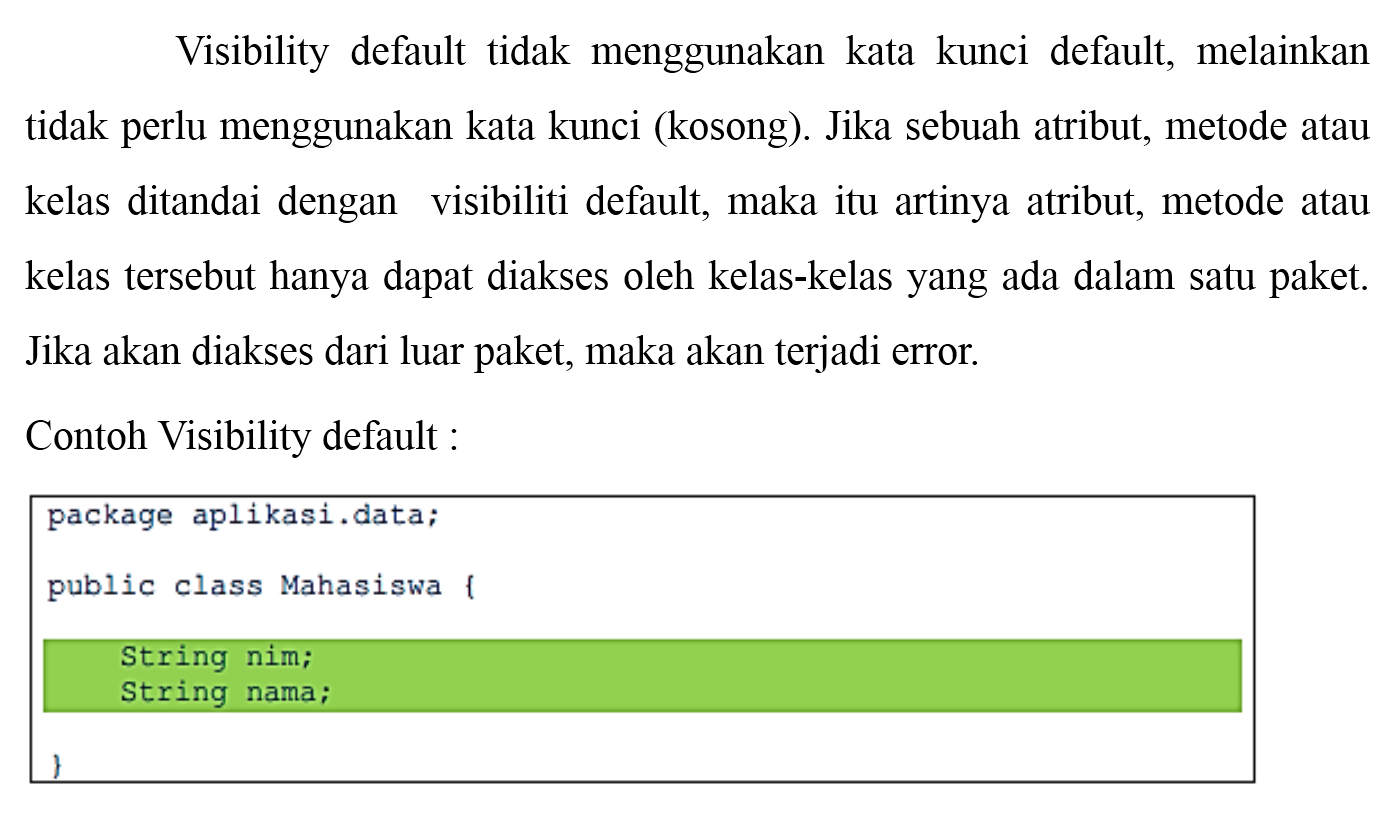 Visibility default tidak menggunakan kata kunci default, melainkan
tidak perlu menggunakan kata kunci (kosong). Jika sebuah atribut, metode atau
kelas ditandai dengan visibiliti default, maka itu artinya atribut, metode atau
kelas tersebut hanya dapat diakses oleh kelas-kelas yang ada dalam satu paket.
Jika akan diakses dari luar paket, maka akan terjadi error.
Contoh Visibility default :
package aplikasi.data;
public class Mahasiswa {
String nim;
String nama;
}